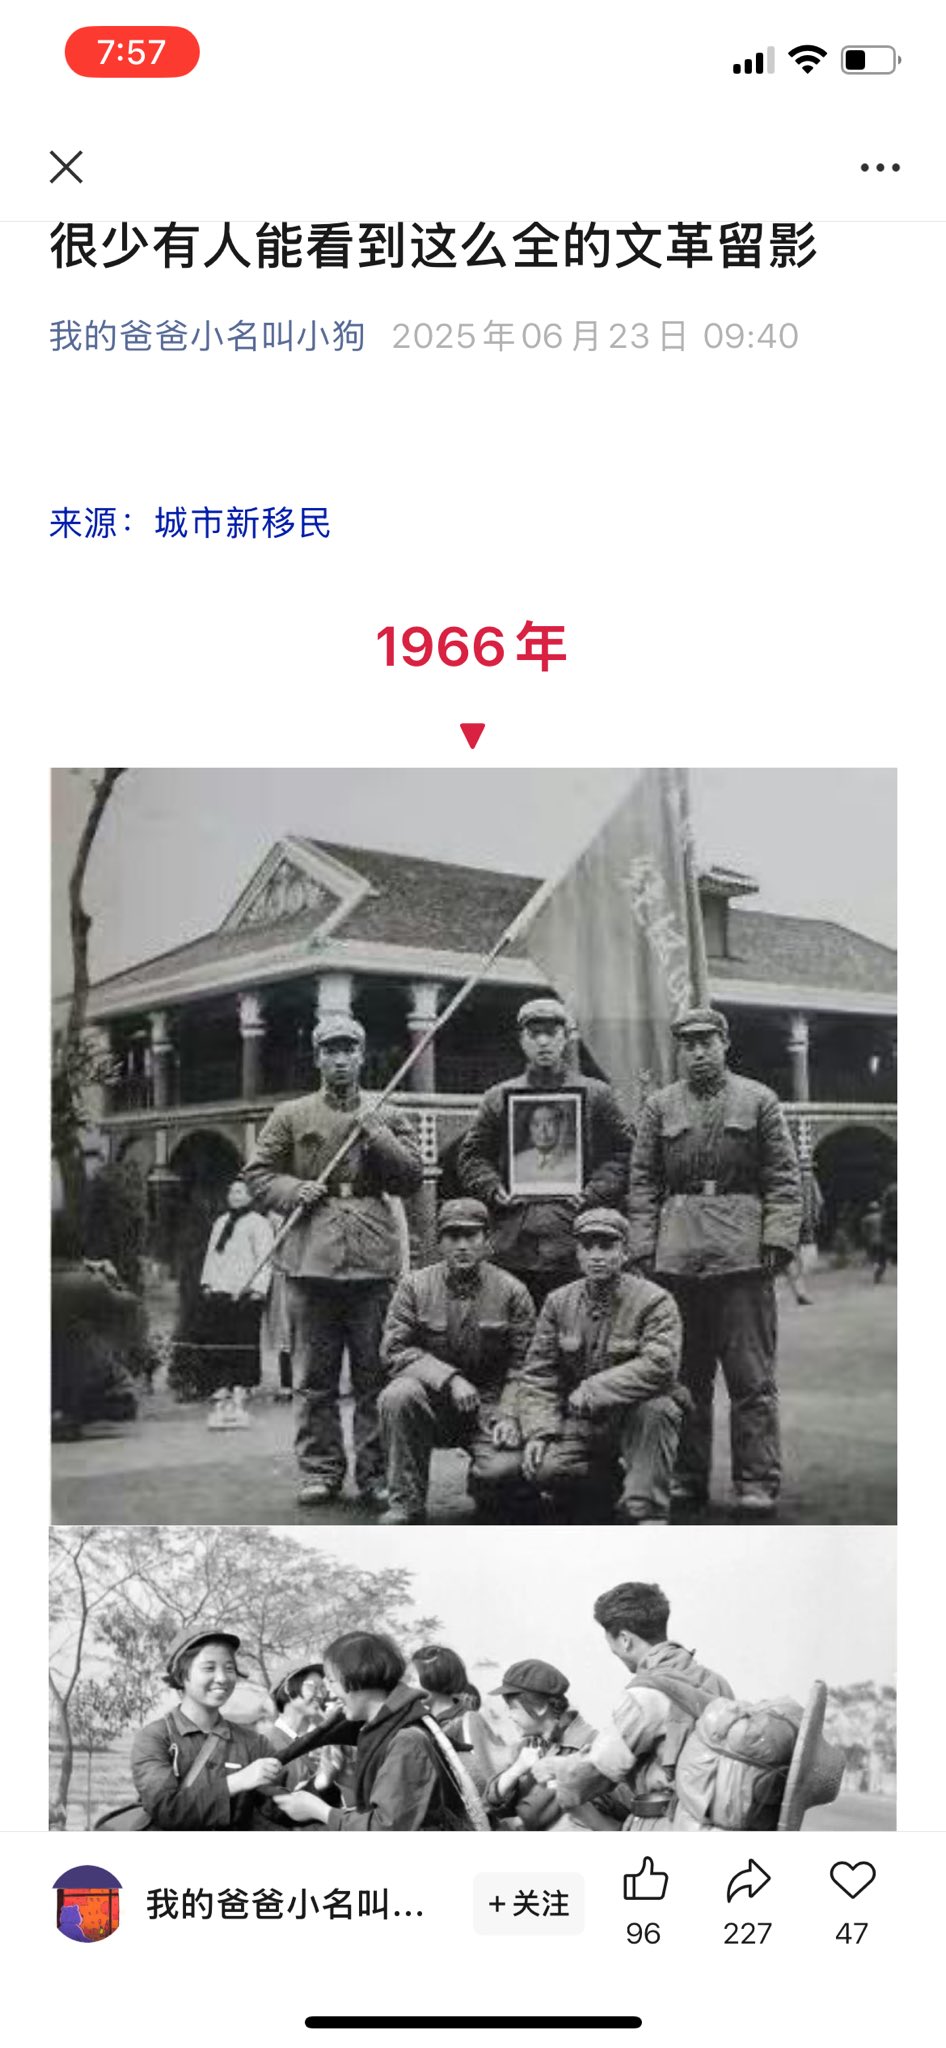 7:57
很少有人能看到这么全的文革留影
我的爸爸小名叫小狗 2025年06月23日 09:40
来源：城市新移民
1966年
我的爸爸小名叫...
+关注
96
227
47